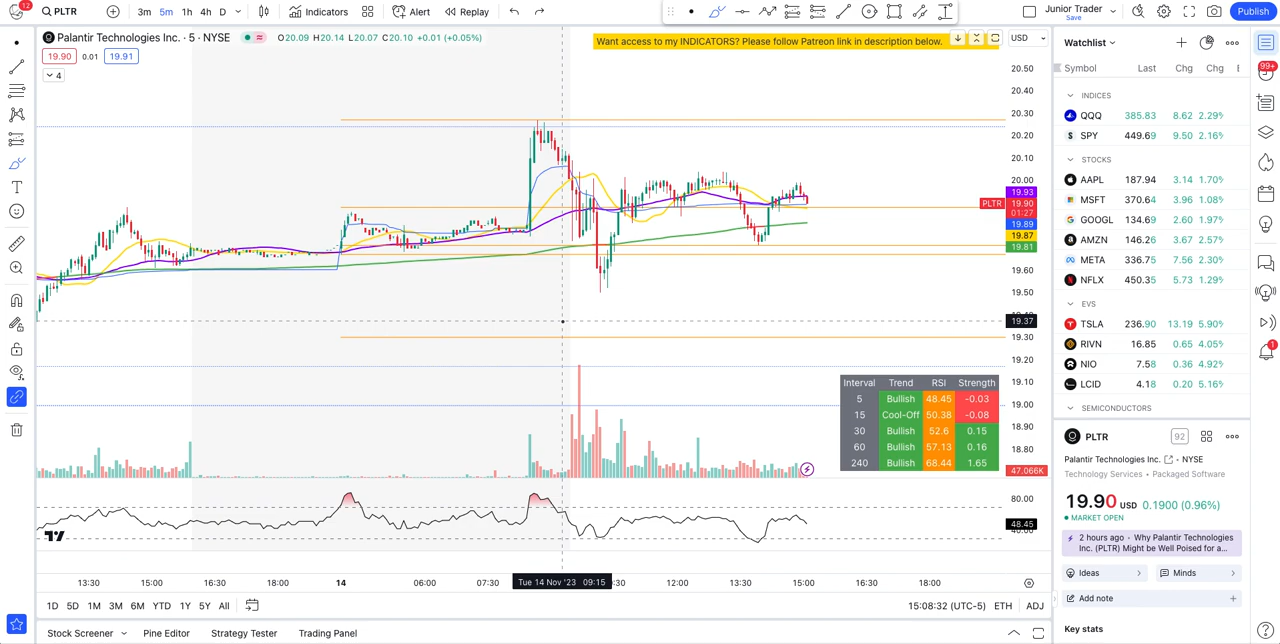 12 PLTR 3m 5m 1h 4h D Indicators Alert Replay Junior Trader Save Publish
Palantir Technologies Inc. · 5 · NYSE O20.09 H20.14 L20.07 C20.10 +0.01 (+0.05%)
Want access to my INDICATORS? Please follow Patreon link in description below.
USD
19.90 0.01 19.91
4
20.50
20.40
20.30
20.20
20.10
20.00
19.93
PLTR 19.90
01:27
19.89
19.87
19.81
19.60
19.50
19.37
19.30
19.20
19.10
19.00
18.90
18.80
18.70
47.066K
80.00
48.45
Interval Trend RSI Strength
5 Bullish 48.45 -0.03
15 Cool-Off 50.38 -0.08
30 Bullish 52.6 0.15
60 Bullish 57.13 0.16
240 Bullish 68.44 1.65
13:30 15:00 16:30 18:00 14 06:00 07:30 Tue 14 Nov '23 09:15 :30 12:00 13:30 15:00 16:30 18:00
1D 5D 1M 3M 6M YTD 1Y 5Y All 15:08:32 (UTC-5) ETH ADJ
Stock Screener Pine Editor Strategy Tester Trading Panel
Watchlist
Symbol Last Chg Chg
INDICES
QQQ 385.83 8.62 2.29%
SPY 449.69 9.50 2.16%
STOCKS
AAPL 187.94 3.14 1.70%
MSFT 370.64 3.96 1.08%
GOOGL 134.69 2.60 1.97%
AMZN 146.26 3.67 2.57%
META 336.75 7.56 2.30%
NFLX 450.35 5.73 1.29%
EVS
TSLA 236.90 13.19 5.90%
RIVN 16.85 0.65 4.05%
NIO 7.58 0.36 4.92%
LCID 4.18 0.20 5.16%
SEMICONDUCTORS
PLTR 92
Palantir Technologies Inc. · NYSE
Technology Services · Packaged Software
19.90 USD 0.1900 (0.96%)
MARKET OPEN
2 hours ago · Why Palantir Technologies
Inc. (PLTR) Might be Well Poised for a...
Ideas Minds
Add note
Key stats
99+
1